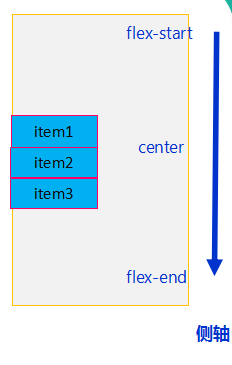 flex-start
item1
item2
center
item3
flex-end
侧轴